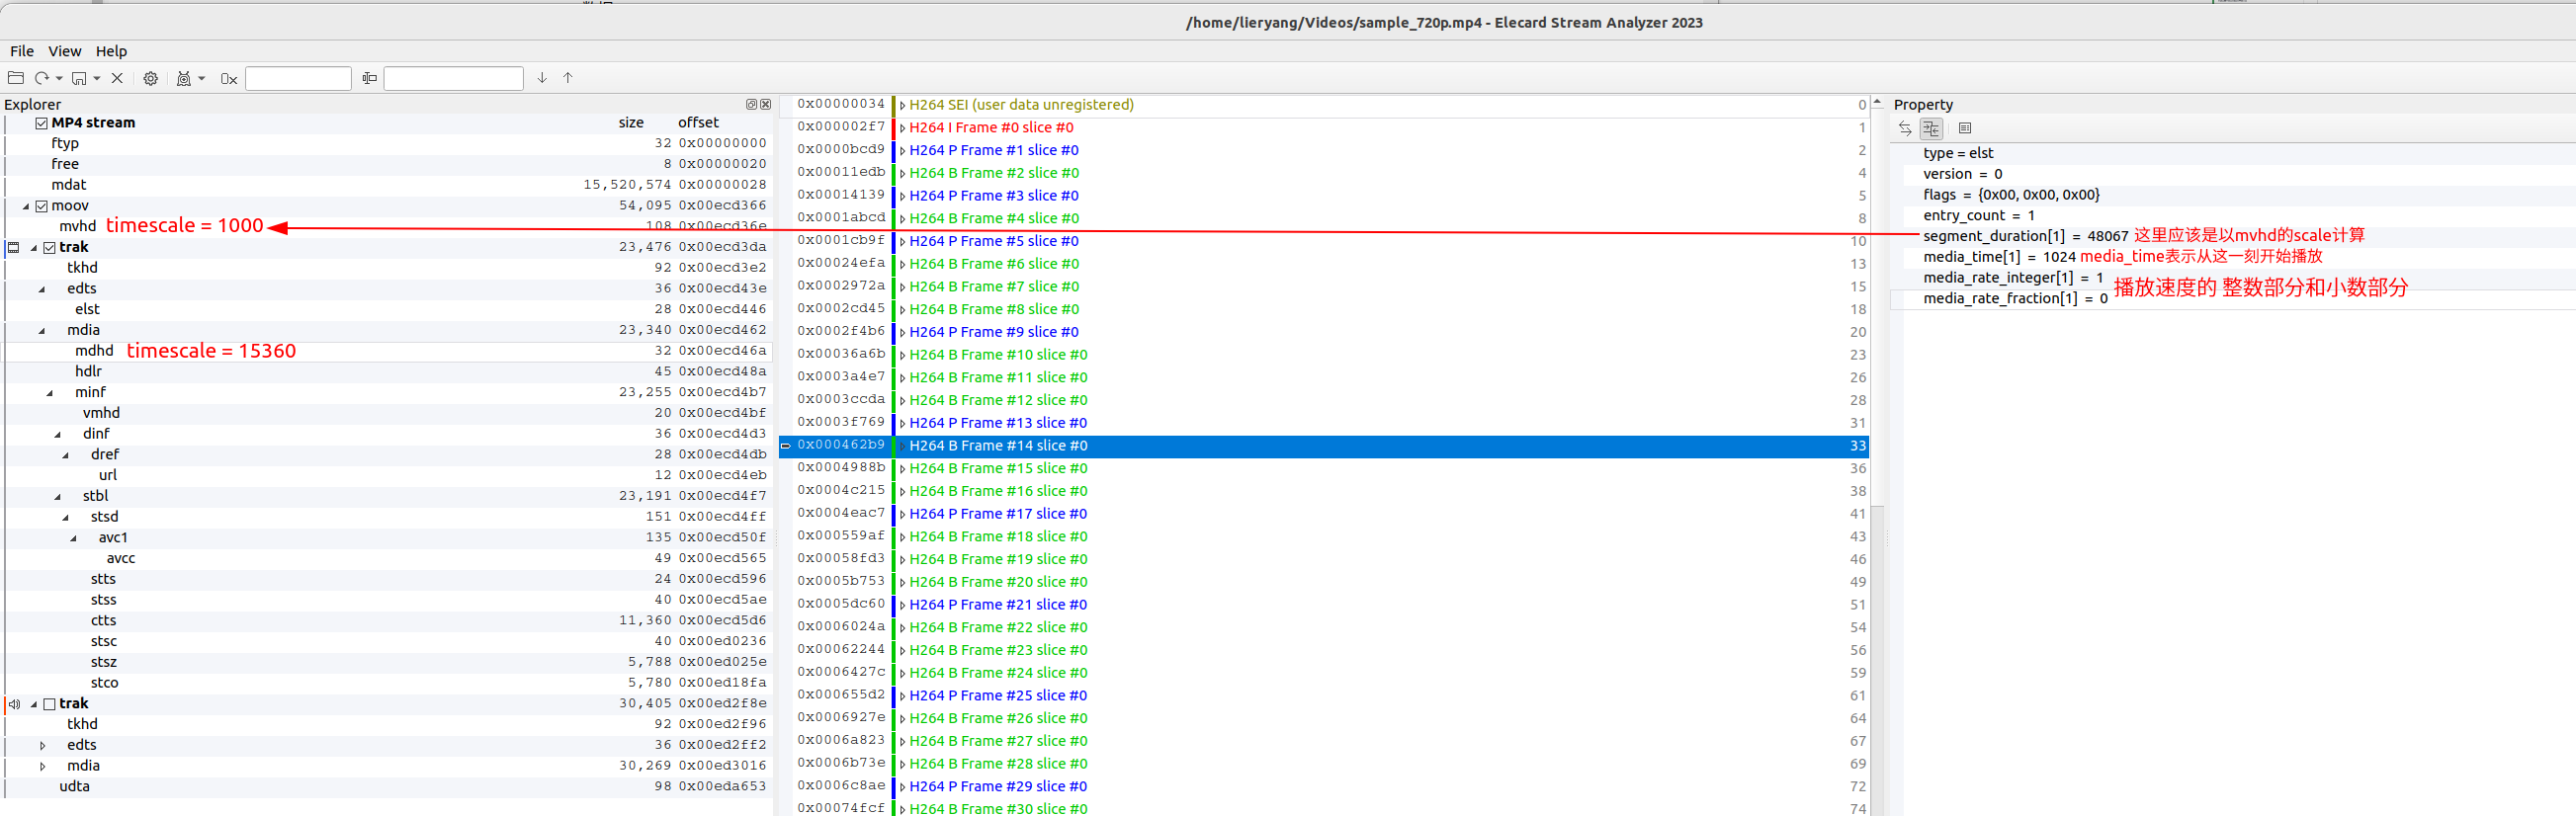 /home/lieryang/Videos/sample_720p.mp4 - Elecard Stream Analyzer 2023
File View Help
0x
Explorer
MP4 stream size offset
ftyp 32 0x00000000
free 8 0x00000020
mdat 15,520,574 0x00000028
moov 54,095 0x00ecd366
mvhd timescale = 1000 108 0x00ecd36e
trak 23,476 0x00ecd3da
tkhd 92 0x00ecd3e2
edts 36 0x00ecd43e
elst 28 0x00ecd446
mdia 23,340 0x00ecd462
mdhd timescale = 15360 32 0x00ecd46a
hdlr 45 0x00ecd48a
minf 23,255 0x00ecd4b7
vmhd 20 0x00ecd4bf
dinf 36 0x00ecd4d3
dref 28 0x00ecd4db
url 12 0x00ecd4eb
stbl 23,191 0x00ecd4f7
stsd 151 0x00ecd4ff
avc1 135 0x00ecd50f
avcc 49 0x00ecd565
stts 24 0x00ecd596
stss 40 0x00ecd5ae
ctts 11,360 0x00ecd5d6
stsc 40 0x00ed0236
stsz 5,788 0x00ed025e
stco 5,780 0x00ed18fa
trak 30,405 0x00ed2f8e
tkhd 92 0x00ed2f96
edts 36 0x00ed2ff2
mdia 30,269 0x00ed3016
udta 98 0x00eda653
0x00000034 H264 SEI (user data unregistered) 0
0x000002f7 H264 I Frame #0 slice #0 1
0x0000bcd9 H264 P Frame #1 slice #0 2
0x00011edb H264 B Frame #2 slice #0 4
0x00014139 H264 P Frame #3 slice #0 5
0x0001abcd H264 B Frame #4 slice #0 8
0x0001cb9f H264 P Frame #5 slice #0 10
0x00024efa H264 B Frame #6 slice #0 13
0x0002972a H264 B Frame #7 slice #0 15
0x0002cd45 H264 B Frame #8 slice #0 18
0x0002f4b6 H264 P Frame #9 slice #0 20
0x00036a6b H264 B Frame #10 slice #0 23
0x0003a4e7 H264 B Frame #11 slice #0 26
0x0003ccda H264 B Frame #12 slice #0 28
0x0003f769 H264 P Frame #13 slice #0 31
0x000462b9 H264 B Frame #14 slice #0 33
0x0004988b H264 B Frame #15 slice #0 36
0x0004c215 H264 B Frame #16 slice #0 38
0x0004eac7 H264 P Frame #17 slice #0 41
0x000559af H264 B Frame #18 slice #0 43
0x00058fd3 H264 B Frame #19 slice #0 46
0x0005b753 H264 B Frame #20 slice #0 49
0x0005dc60 H264 P Frame #21 slice #0 51
0x0006024a H264 B Frame #22 slice #0 54
0x00062244 H264 B Frame #23 slice #0 56
0x0006427c H264 B Frame #24 slice #0 59
0x000655d2 H264 P Frame #25 slice #0 61
0x0006927e H264 B Frame #26 slice #0 64
0x0006a823 H264 B Frame #27 slice #0 67
0x0006b73e H264 B Frame #28 slice #0 69
0x0006c8ae H264 P Frame #29 slice #0 72
0x00074fcf H264 B Frame #30 slice #0 74
Property
type = elst
version = 0
flags = {0x00, 0x00, 0x00}
entry_count = 1
segment_duration[1] = 48067 这里应该是以mvhd的scale计算
media_time[1] = 1024 media_time表示从这一刻开始播放
media_rate_integer[1] = 1
播放速度的 整数部分和小数部分
media_rate_fraction[1] = 0